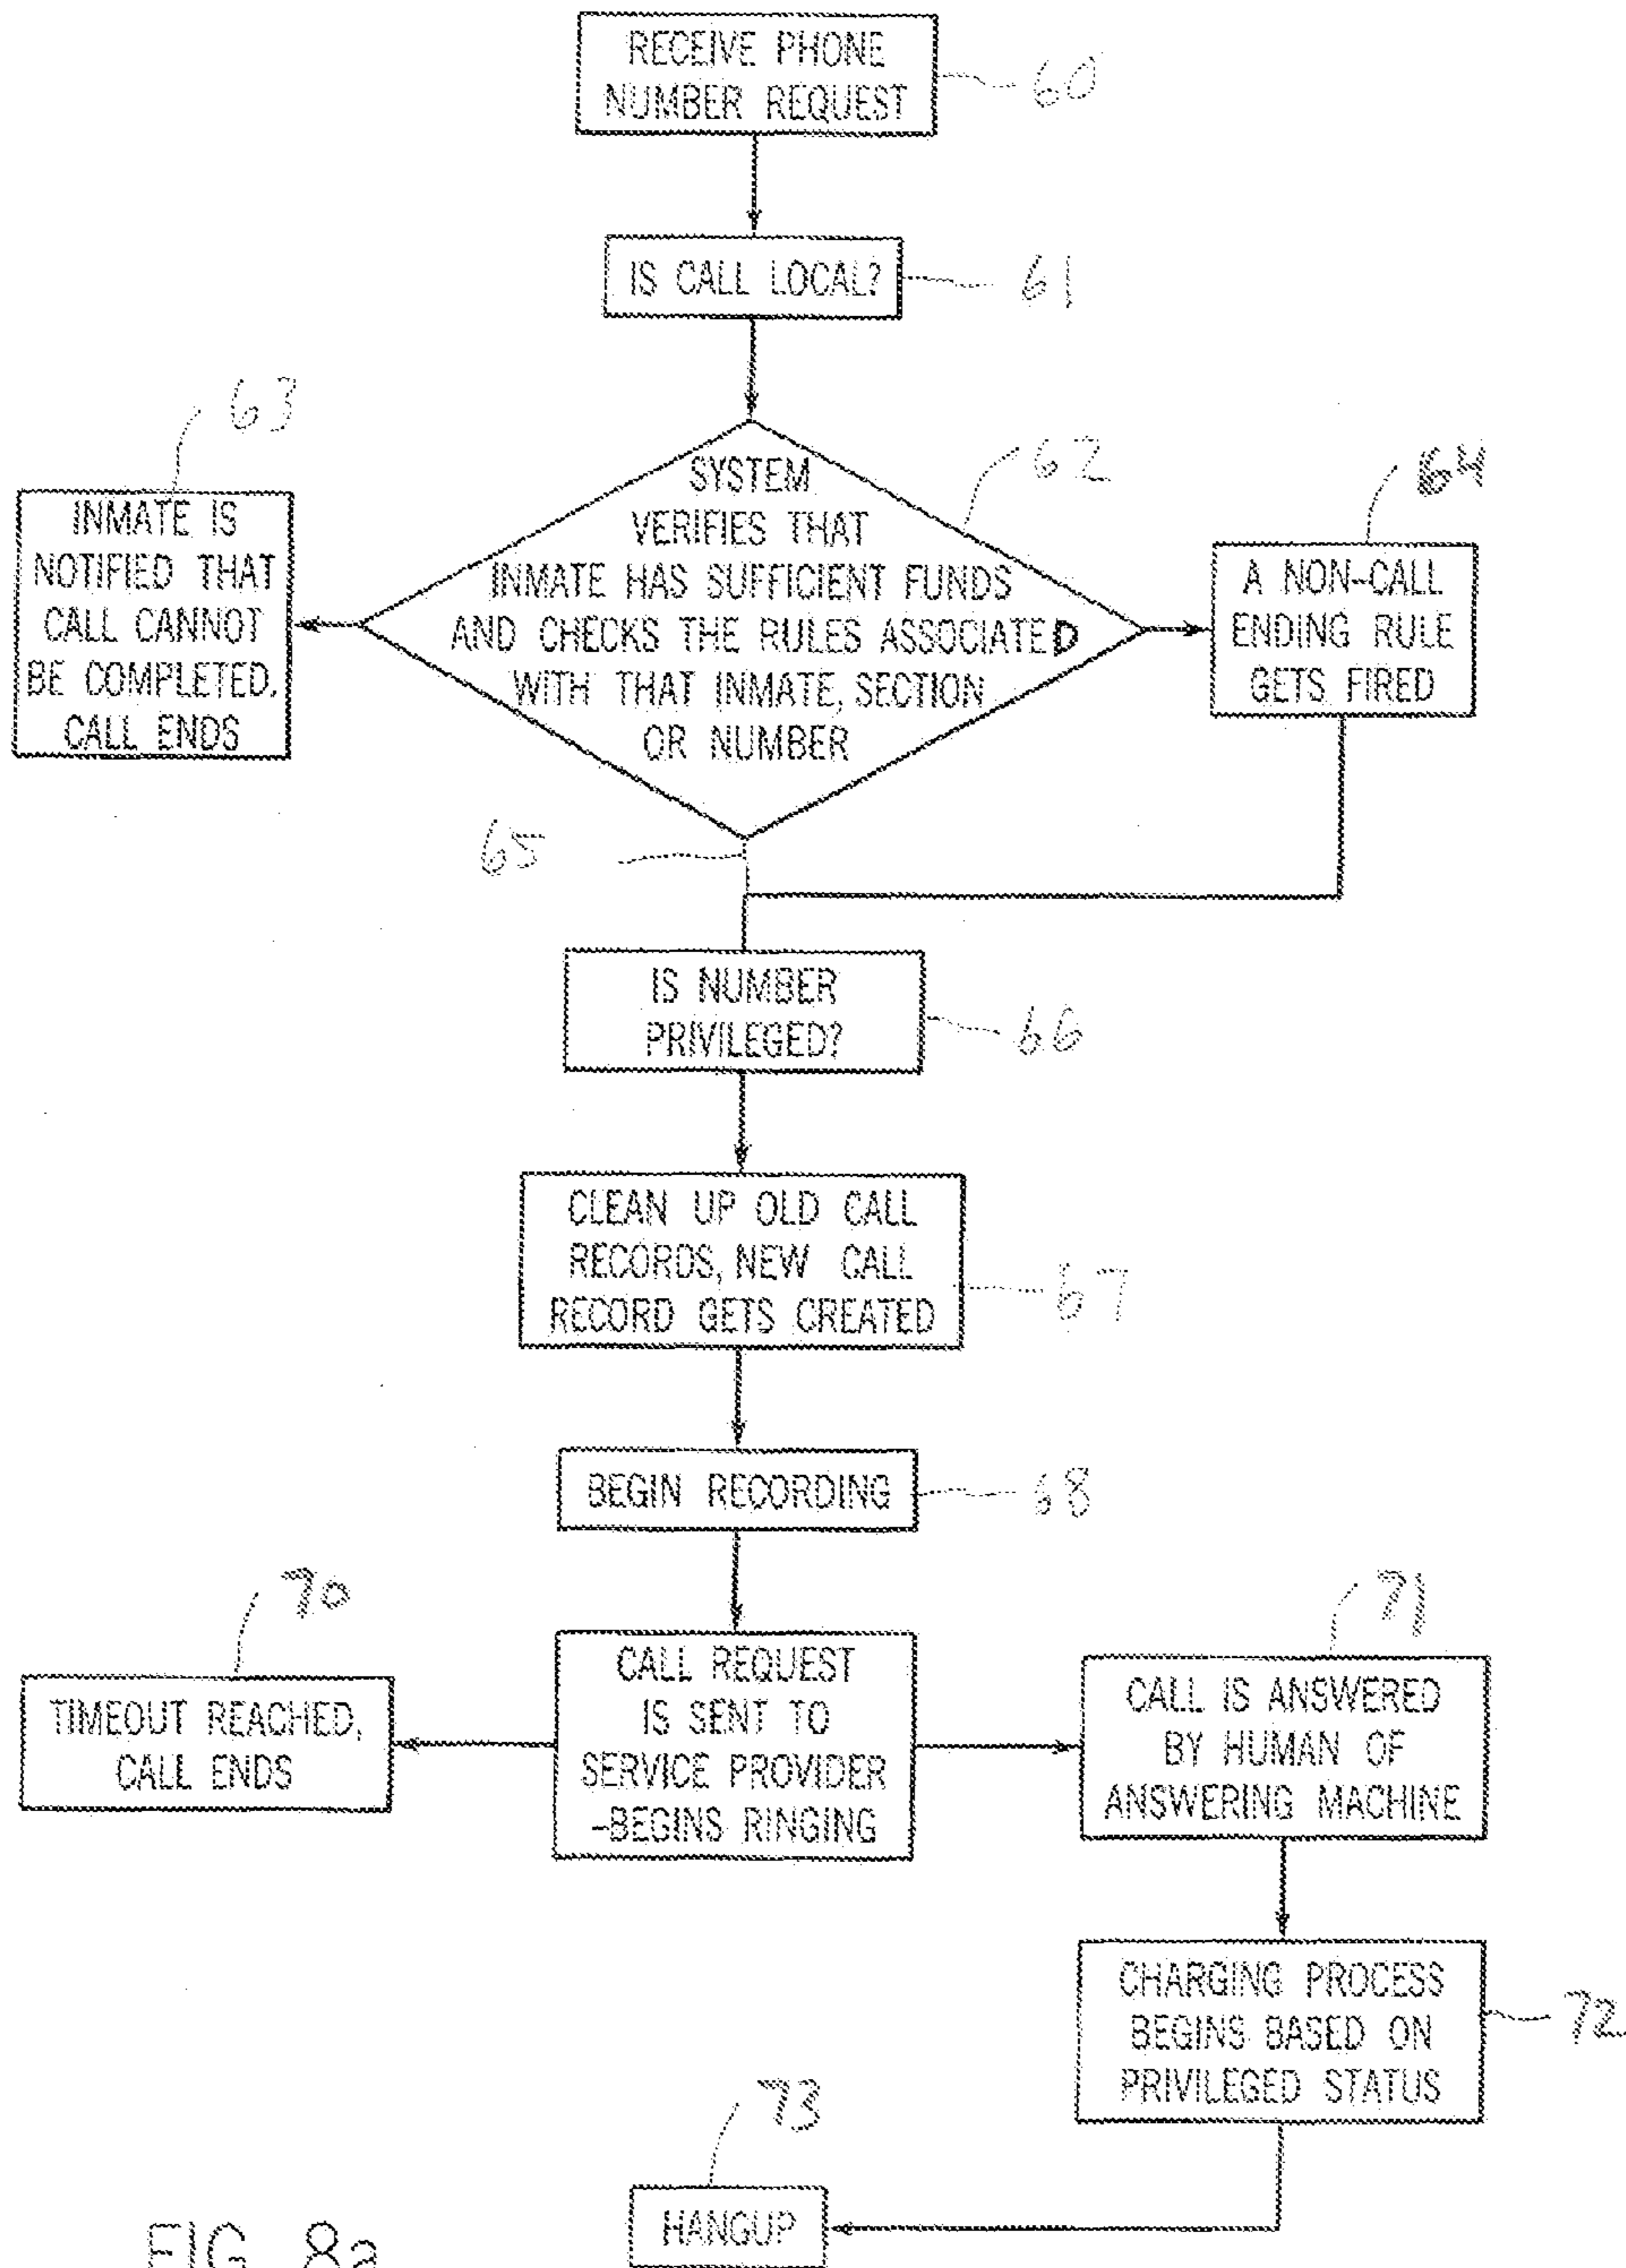 RECEIVE PHONE
NUMBER REQUEST
60
IS CALL LOCAL?
61
63
INMATE IS
NOTIFIED THAT
CALL CANNOT
BE COMPLETED.
CALL ENDS
SYSTEM
VERIFIES THAT
INMATE HAS SUFFICIENT FUNDS
AND CHECKS THE RULES ASSOCIATED
WITH THAT INMATE, SECTION
OR NUMBER
62
64
A NON-CALL
ENDING RULE
GETS FIRED
65
IS NUMBER
PRIVILEGED?
66
CLEAN UP OLD CALL
RECORDS, NEW CALL
RECORD GETS CREATED
67
BEGIN RECORDING
68
70
TIMEOUT REACHED,
CALL ENDS
CALL REQUEST
IS SENT TO
SERVICE PROVIDER
-BEGINS RINGING
71
CALL IS ANSWERED
BY HUMAN OF
ANSWERING MACHINE
CHARGING PROCESS
BEGINS BASED ON
PRIVILEGED STATUS
72
73
HANGUP
FIG. 8a